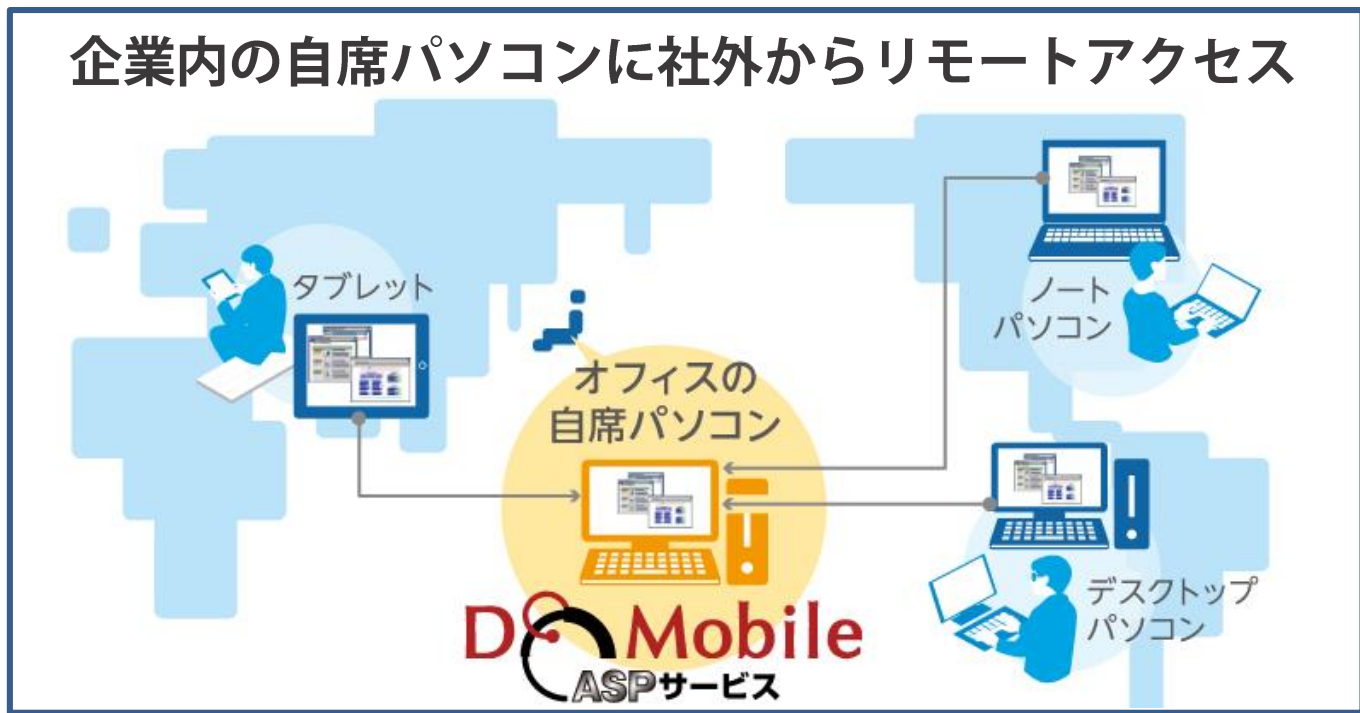 企業内の自席パソコンに社外からリモートアクセス
タブレット
ノート
パソコン
オフィスの
自席パソコン
デスクトップ
パソコン
DoMobile
ASPサービス